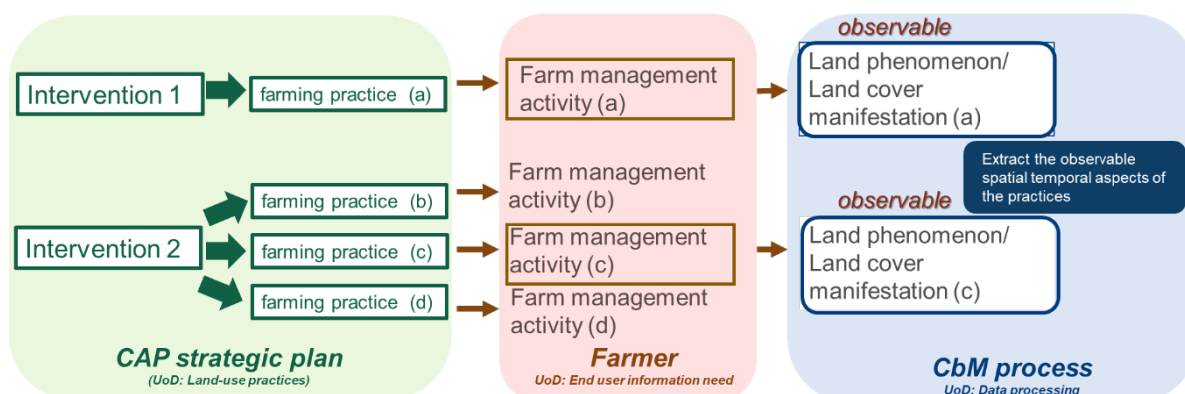 Intervention 1
farming practice (a)
Farm management
activity (a)
observable
Land phenomenon/
Land cover
manifestation (a)
Extract the observable
spatial temporal aspects of
the practices
Intervention 2
farming practice (b)
farming practice (c)
farming practice (d)
Farm management
activity (b)
Farm management
activity (c)
Farm management
activity (d)
observable
Land phenomenon/
Land cover
manifestation (c)
CAP strategic plan
(UoD: Land-use practices)
Farmer
UoD: End user information need
CbM process
UoD: Data processing